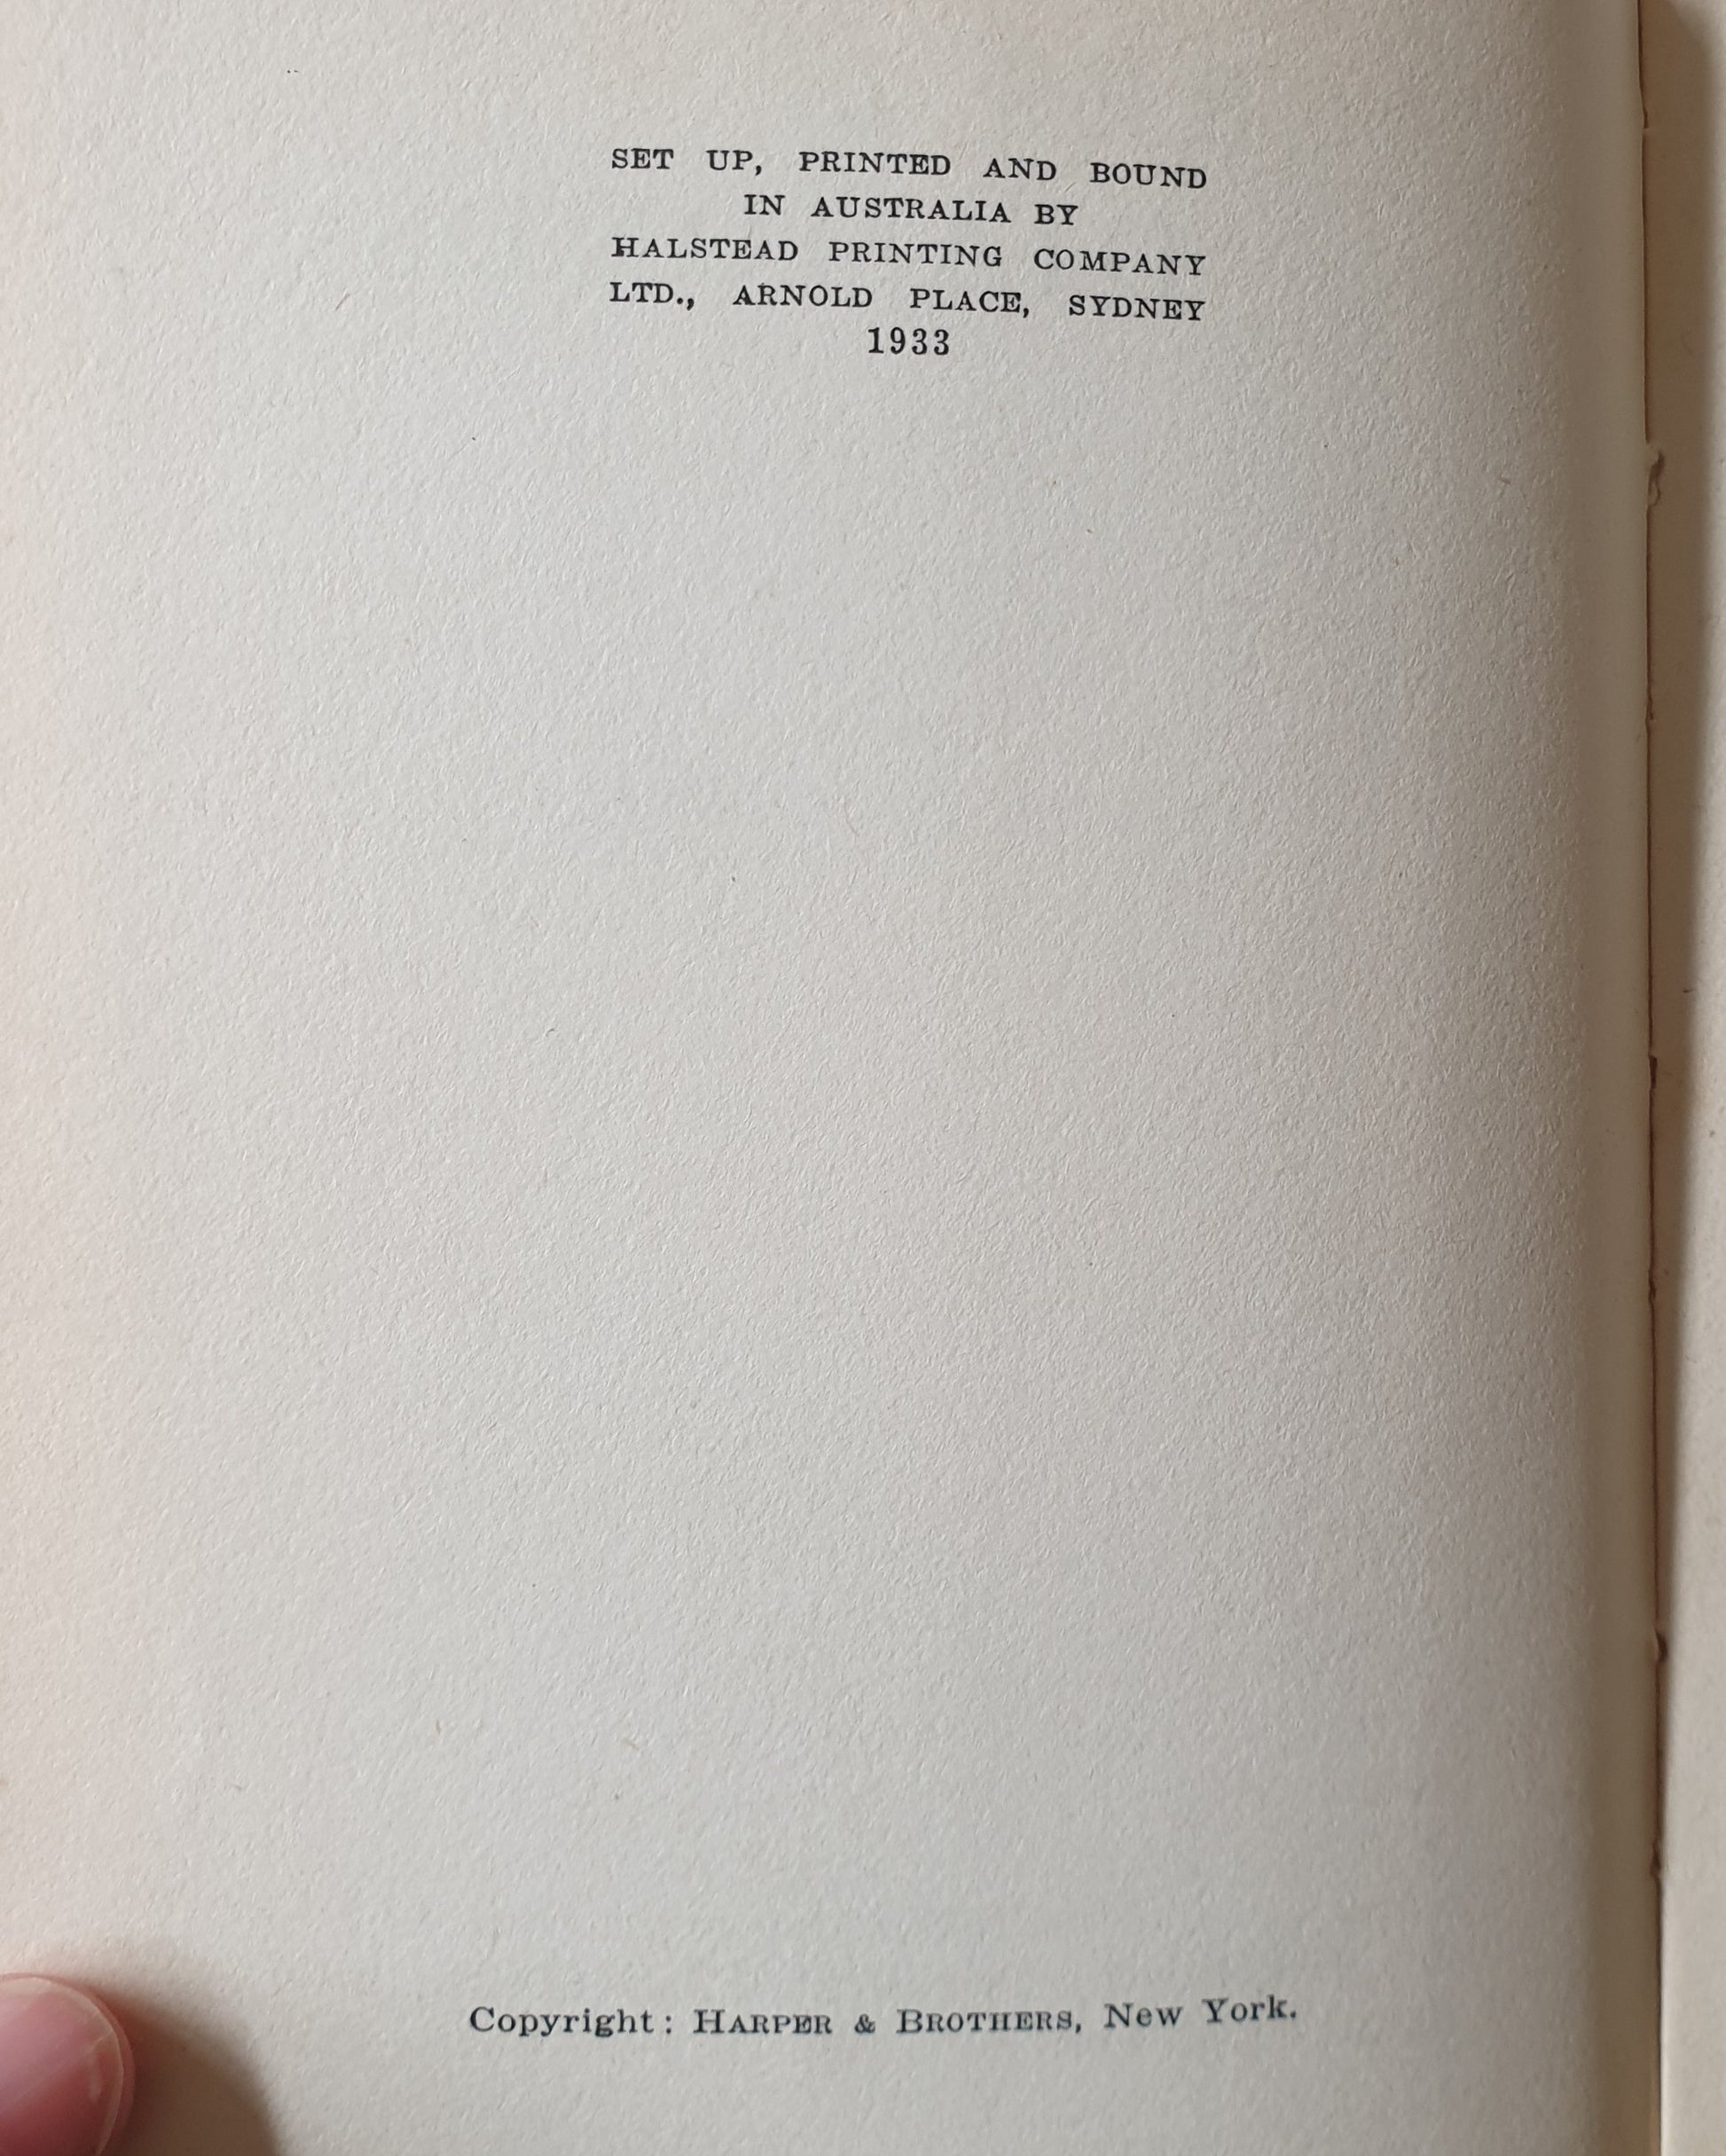 SET UP, PRINTED AND BOUND
IN AUSTRALIA BY
HALSTEAD PRINTING COMPANY
LTD., ARNOLD PLACE, SYDNEY
1933
Copyright: HARPER & BROTHERS, New York.